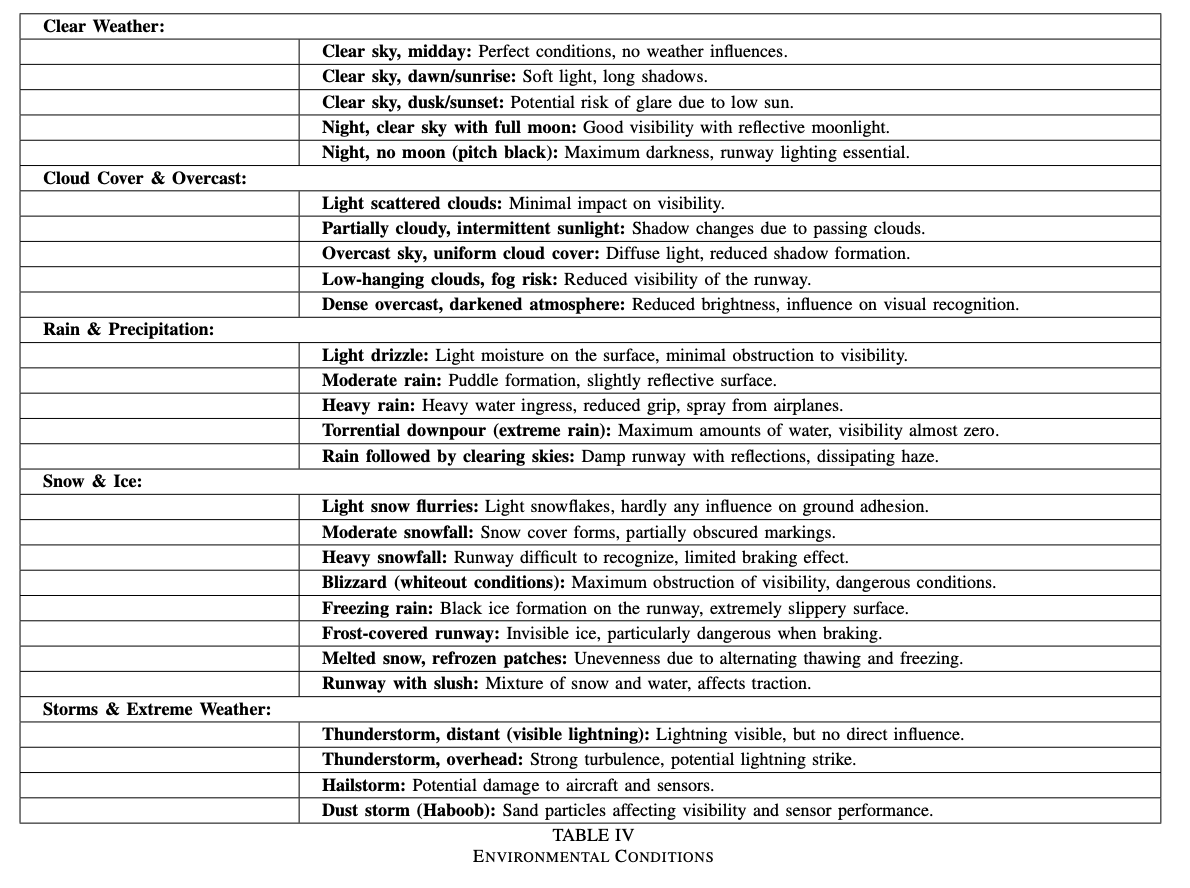 Clear Weather:
Clear sky, midday: Perfect conditions, no weather influences.
Clear sky, dawn/sunrise: Soft light, long shadows.
Clear sky, dusk/sunset: Potential risk of glare due to low sun.
Night, clear sky with full moon: Good visibility with reflective moonlight.
Night, no moon (pitch black): Maximum darkness, runway lighting essential.
Cloud Cover & Overcast:
Light scattered clouds: Minimal impact on visibility.
Partially cloudy, intermittent sunlight: Shadow changes due to passing clouds.
Overcast sky, uniform cloud cover: Diffuse light, reduced shadow formation.
Low-hanging clouds, fog risk: Reduced visibility of the runway.
Dense overcast, darkened atmosphere: Reduced brightness, influence on visual recognition.
Rain & Precipitation:
Light drizzle: Light moisture on the surface, minimal obstruction to visibility.
Moderate rain: Puddle formation, slightly reflective surface.
Heavy rain: Heavy water ingress, reduced grip, spray from airplanes.
Torrential downpour (extreme rain): Maximum amounts of water, visibility almost zero.
Rain followed by clearing skies: Damp runway with reflections, dissipating haze.
Snow & Ice:
Light snow flurries: Light snowflakes, hardly any influence on ground adhesion.
Moderate snowfall: Snow cover forms, partially obscured markings.
Heavy snowfall: Runway difficult to recognize, limited braking effect.
Blizzard (whiteout conditions): Maximum obstruction of visibility, dangerous conditions.
Freezing rain: Black ice formation on the runway, extremely slippery surface.
Frost-covered runway: Invisible ice, particularly dangerous when braking.
Melted snow, refrozen patches: Unevenness due to alternating thawing and freezing.
Runway with slush: Mixture of snow and water, affects traction.
Storms & Extreme Weather:
Thunderstorm, distant (visible lightning): Lightning visible, but no direct influence.
Thunderstorm, overhead: Strong turbulence, potential lightning strike.
Hailstorm: Potential damage to aircraft and sensors.
Dust storm (Haboob): Sand particles affecting visibility and sensor performance.
TABLE IV
ENVIRONMENTAL CONDITIONS